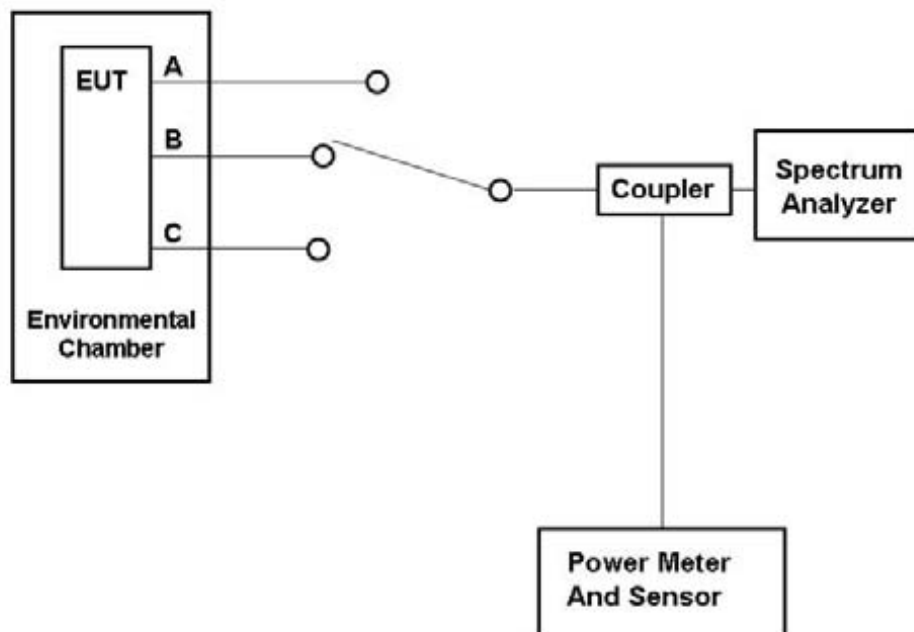 EUT
A
B
C
Environmental
Chamber
Coupler
Spectrum
Analyzer
Power Meter
And Sensor